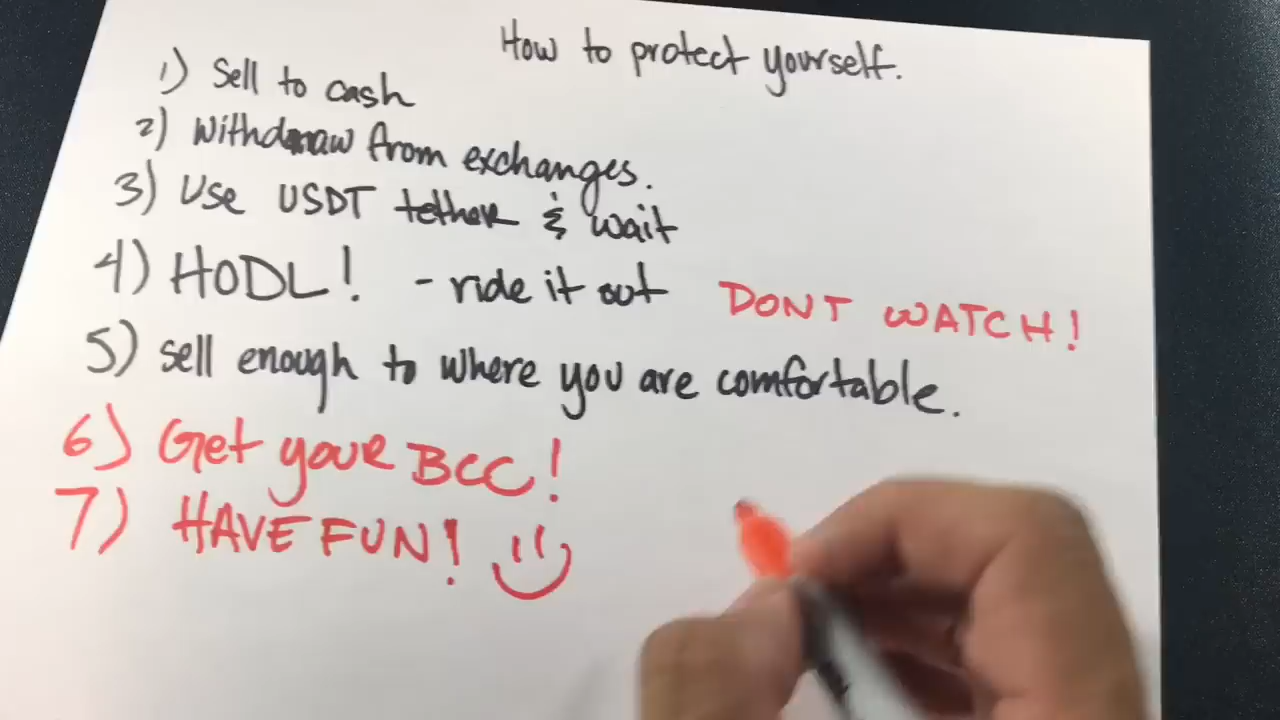 How to protect yourself.
1) Sell to cash
2) Withdraw from exchanges.
3) Use USDT tether & wait
4) HODL! - ride it out DONT WATCH!
5) sell enough to where you are comfortable.
6) Get your BCC!
7) HAVE FUN!